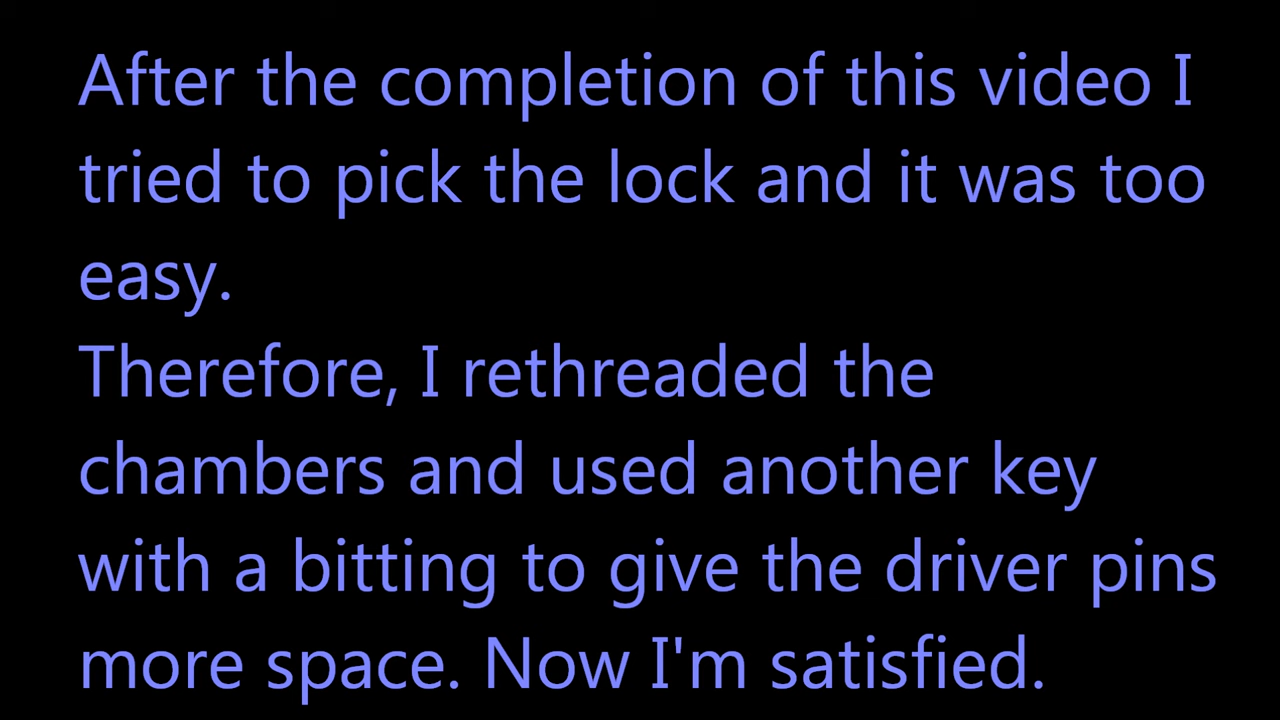 After the completion of this video I
tried to pick the lock and it was too
easy.
Therefore, I rethreaded the
chambers and used another key
with a bitting to give the driver pins
more space. Now I'm satisfied.